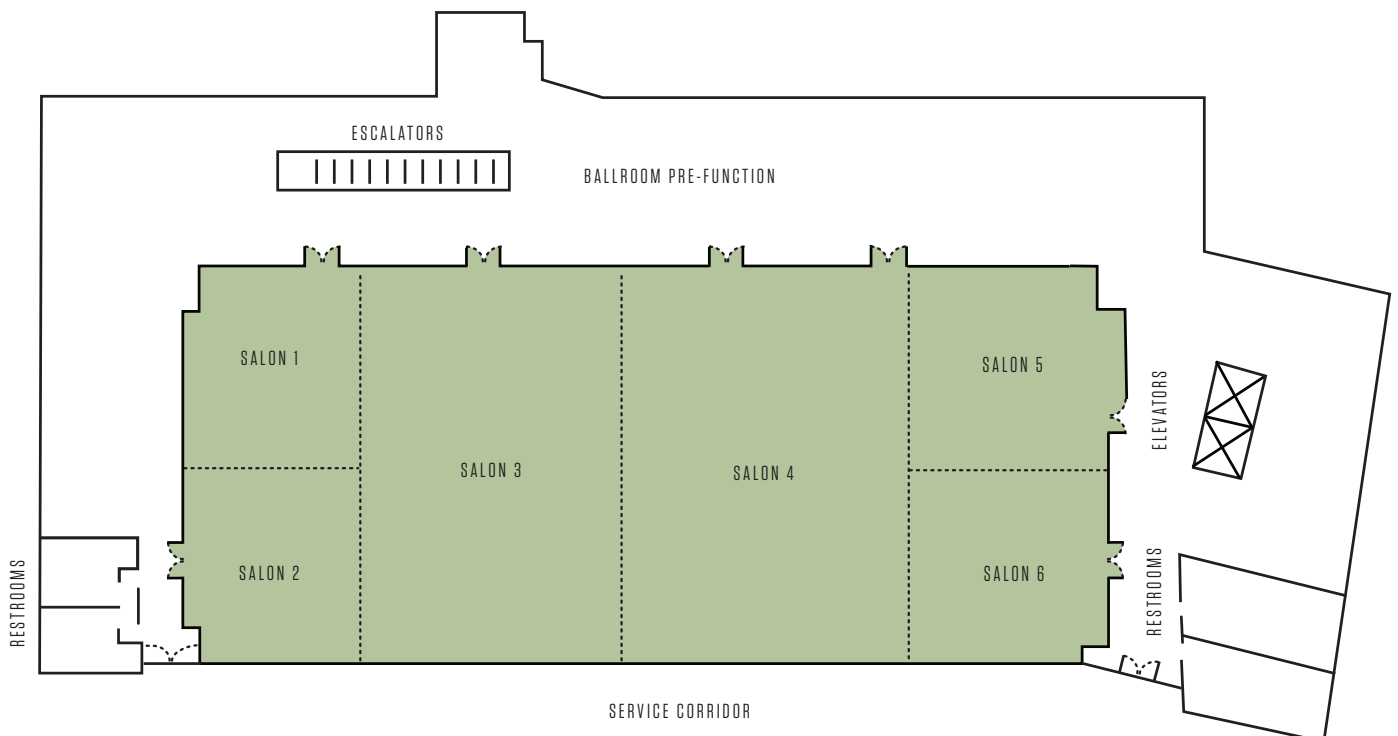 ESCALATORS
BALLROOM PRE-FUNCTION
SALON 1
SALON 5
ELEVATORS
SALON 3
SALON 4
SALON 2
SALON 6
RESTROOMS
RESTROOMS
SERVICE CORRIDOR